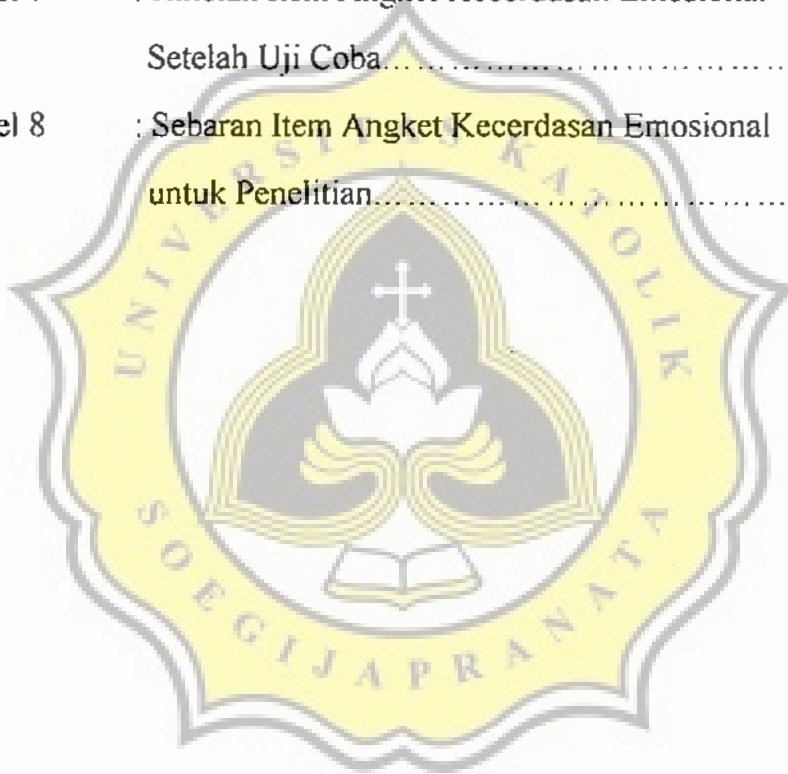 Setelah Uji Coba……………………………
el 8 : Sebaran Item Angket Kecerdasan Emosional
untuk Penelitian……………………………
UNIVERSITAS KATOLIK
SOEGIJAPRANATA